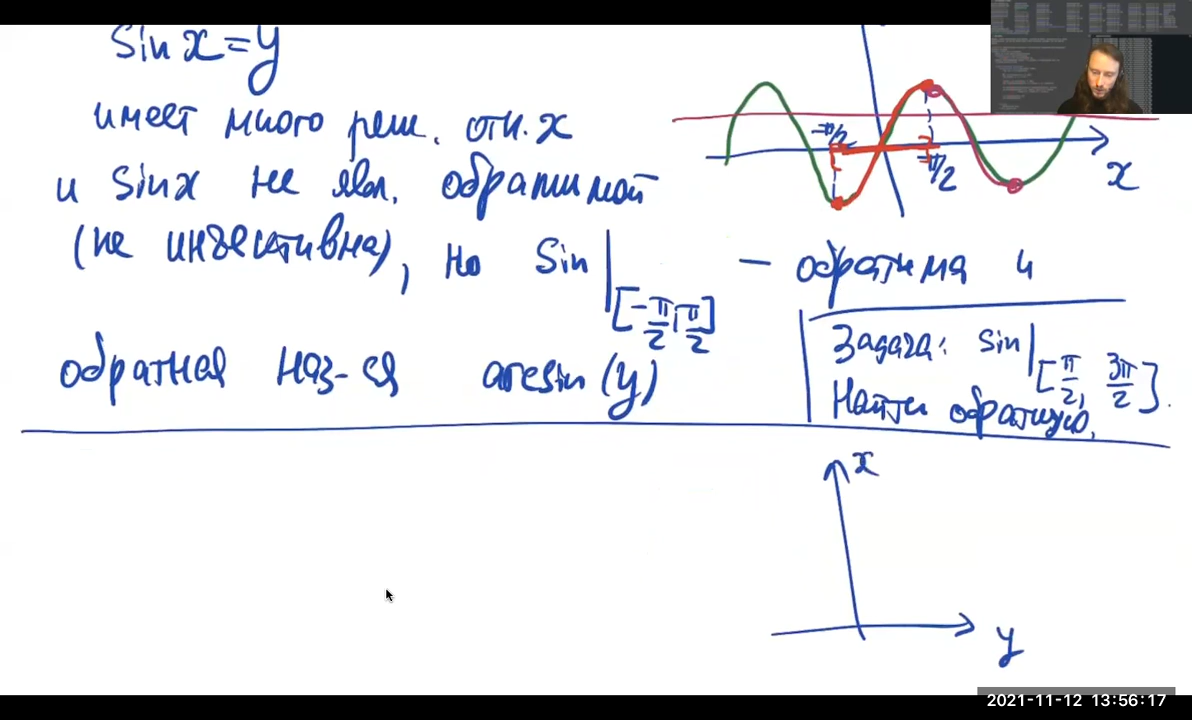 Sin x = y
имеет много реш. отн. x
и sin x не явл. обратимой
(не инъективна), но Sin|[-π/2, π/2] — обратима и
обратная наз-ся arcsin(y)
-π/2
π/2
x
Задача: Sin|[π/2, 3π/2].
Найти обратную.
x
y
2021-11-12 13:56:17